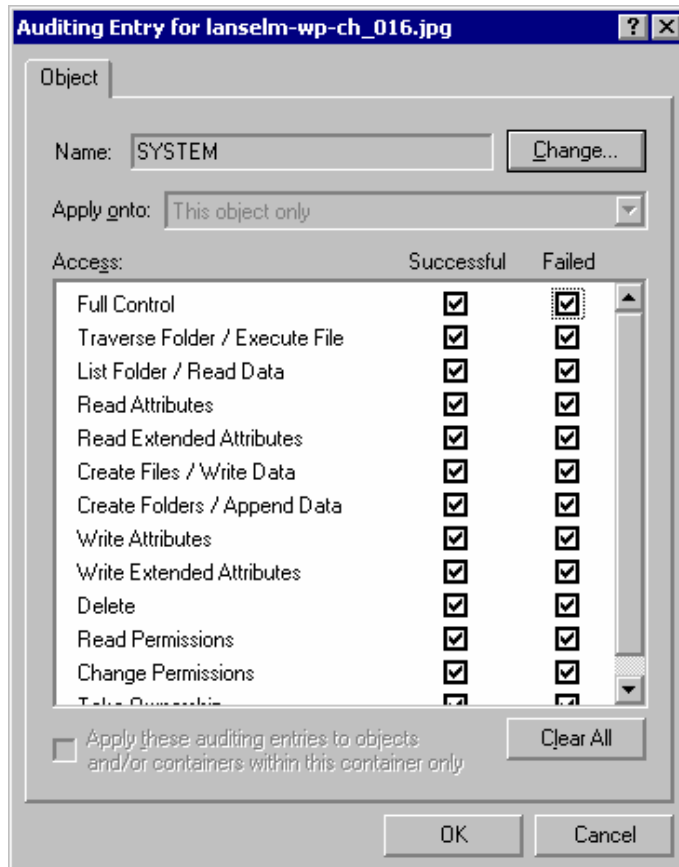 Auditing Entry for lanselm-wp-ch_016.jpg
Object
Name: SYSTEM Change...
Apply onto: This object only
Access: Successful Failed
Full Control
Traverse Folder / Execute File
List Folder / Read Data
Read Attributes
Read Extended Attributes
Create Files / Write Data
Create Folders / Append Data
Write Attributes
Write Extended Attributes
Delete
Read Permissions
Change Permissions
Take Ownership
Apply these auditing entries to objects
and/or containers within this container only
Clear All
OK Cancel